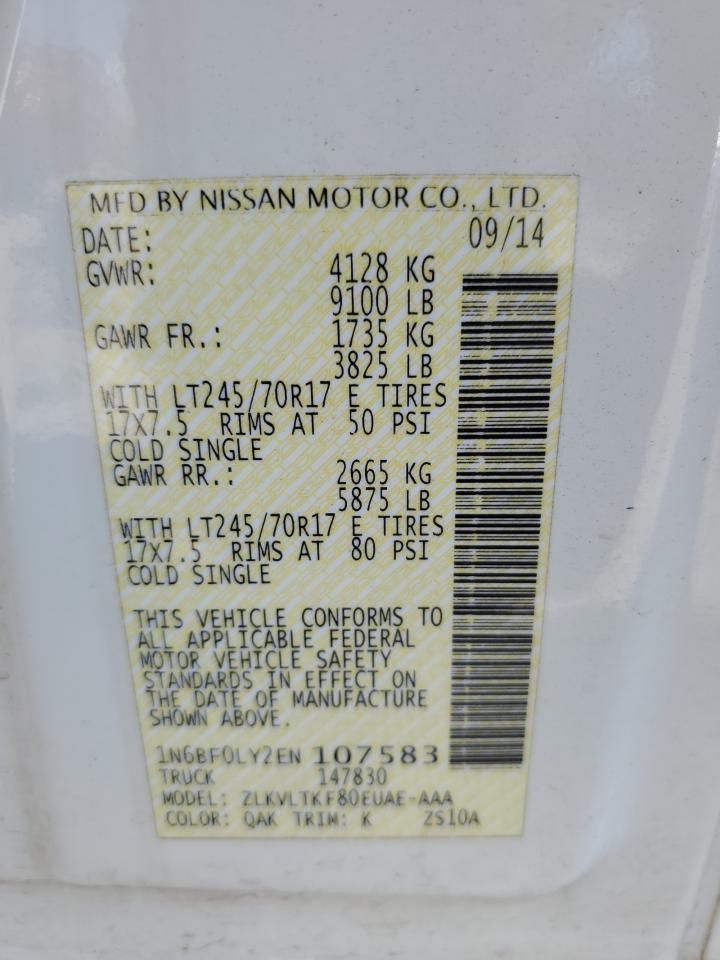 MFD BY NISSAN MOTOR CO., LTD.
DATE: 09/14
GVWR: 4128 KG
9100 LB
GAWR FR.: 1735 KG
3825 LB
WITH LT245/70R17 E TIRES
17X7.5 RIMS AT 50 PSI
COLD SINGLE
GAWR RR.: 2665 KG
5875 LB
WITH LT245/70R17 E TIRES
17X7.5 RIMS AT 80 PSI
COLD SINGLE
THIS VEHICLE CONFORMS TO
ALL APPLICABLE FEDERAL
MOTOR VEHICLE SAFETY
STANDARDS IN EFFECT ON
THE DATE OF MANUFACTURE
SHOWN ABOVE.
1N6BF0LY2EN107583
TRUCK 147830
MODEL: ZLKVLTKF80EUAE-AAA
COLOR: QAK TRIM: K ZS10A